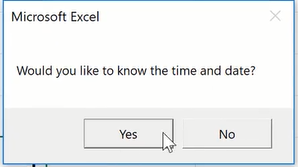 Microsoft Excel
Would you like to know the time and date?
Yes No